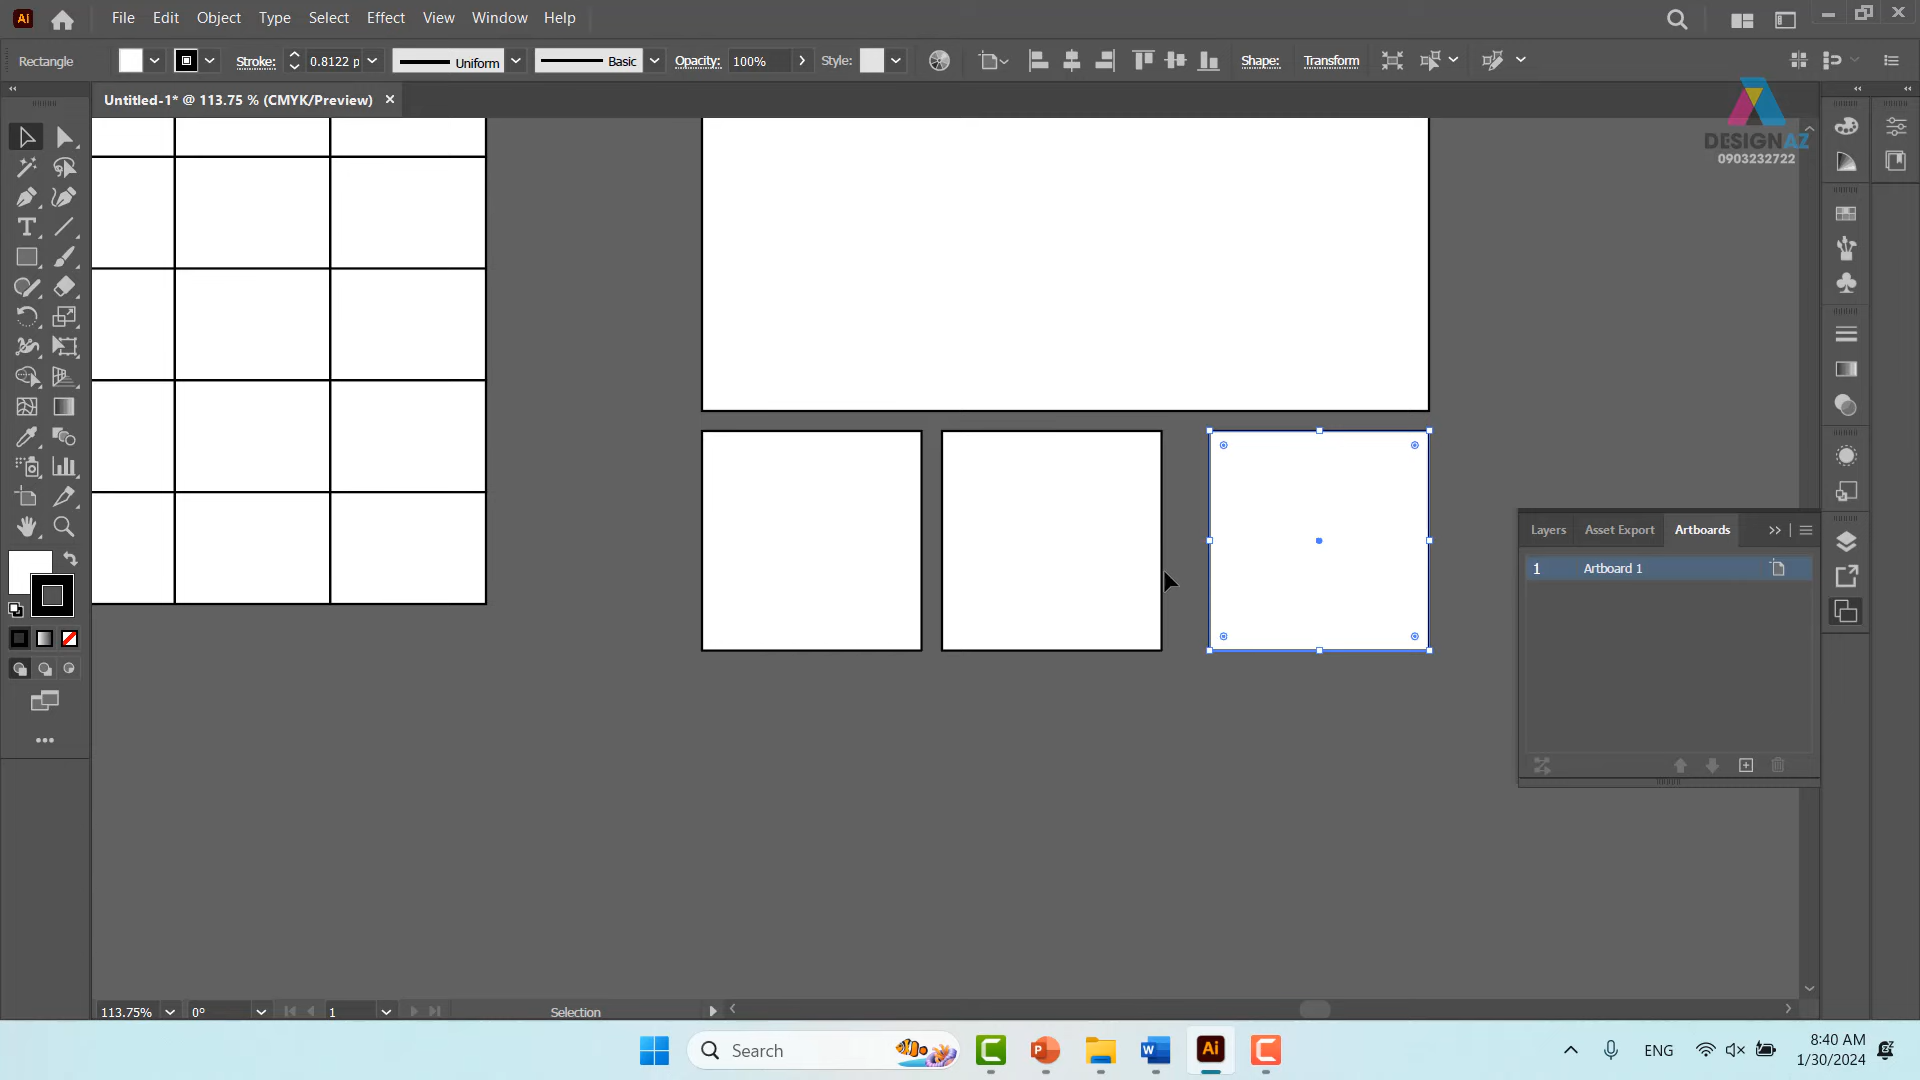 Ai File Edit Object Type Select Effect View Window Help
Rectangle Stroke: 0.8122 p Uniform Basic Opacity: 100% Style: Shape: Transform
Untitled-1* @ 113.75 % (CMYK/Preview) ×
DESIGNAZ
0903232722
Layers Asset Export Artboards
1 Artboard 1
113.75% 0° 1 Selection
Search
ENG
8:40 AM
1/30/2024